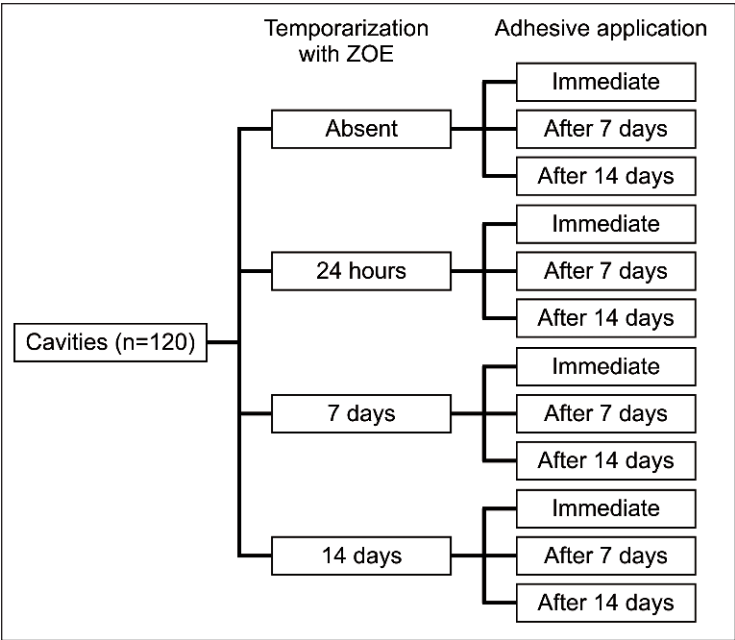 Temporarization
with ZOE
Adhesive application
Cavities (n=120)
Absent
Immediate
After 7 days
After 14 days
24 hours
Immediate
After 7 days
After 14 days
7 days
Immediate
After 7 days
After 14 days
14 days
Immediate
After 7 days
After 14 days